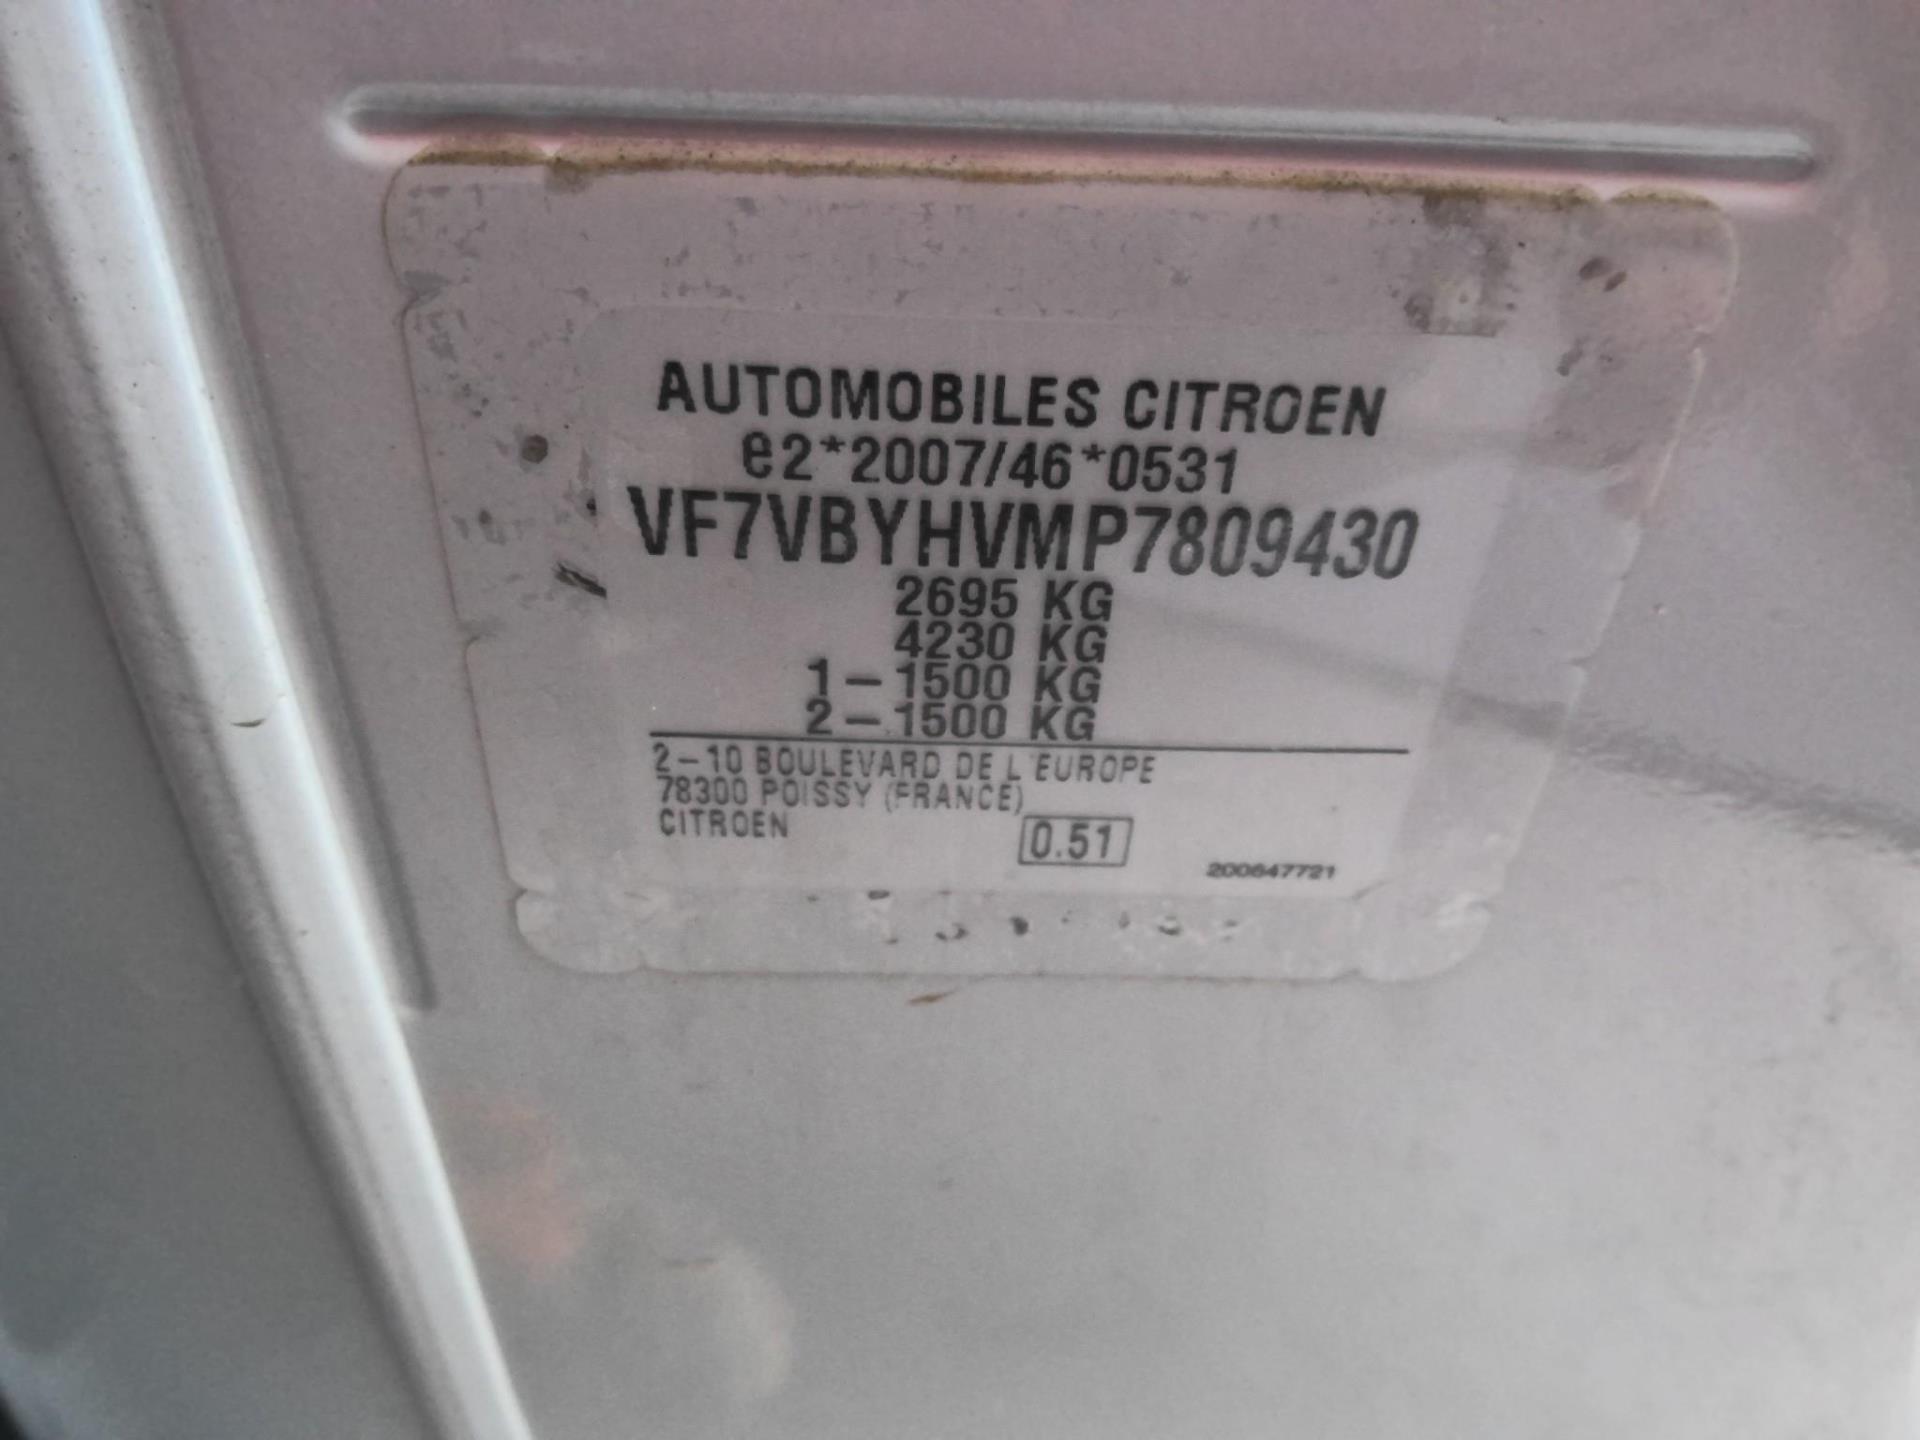 AUTOMOBILES CITROEN
e2*2007/46*0531
VF7VBYHVMP7809430
2695 KG
4230 KG
1-1500 KG
2-1500 KG
2-10 BOULEVARD DE L'EUROPE
78300 POISSY (FRANCE)
CITROEN
0.51
200647721